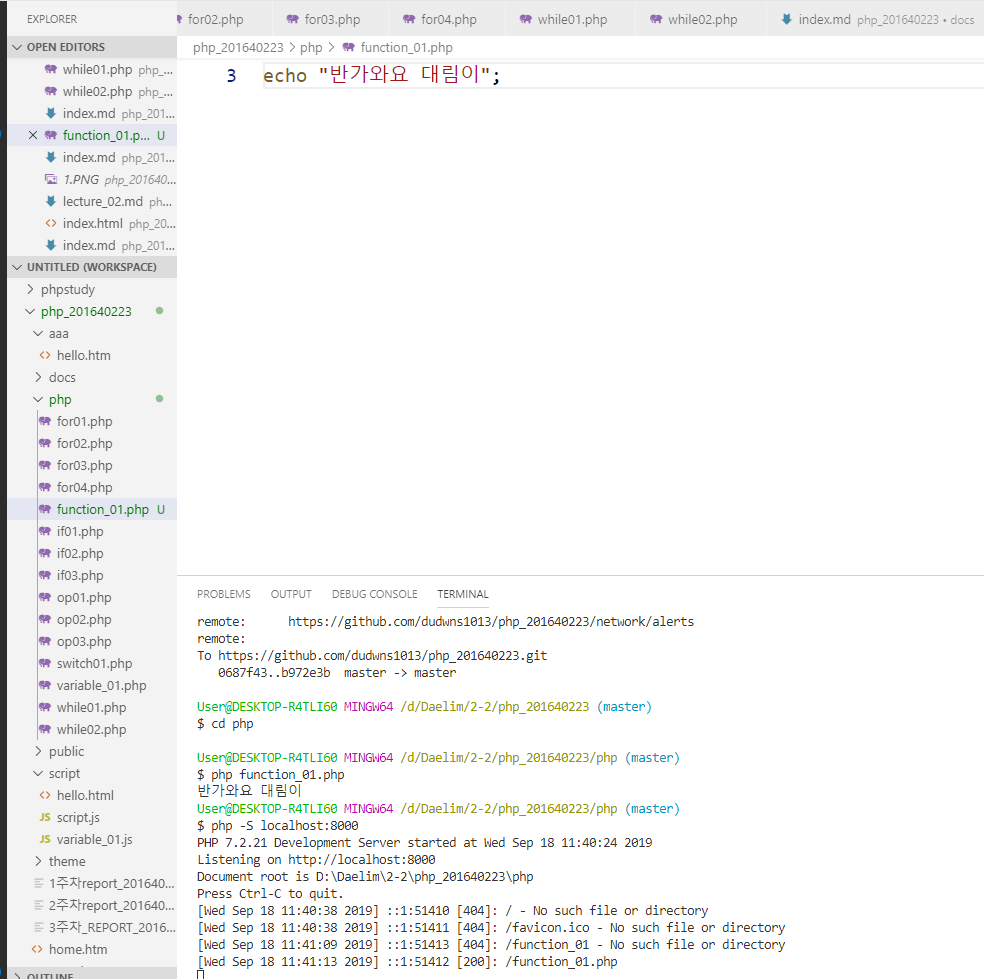 EXPLORER
for02.php for03.php for04.php while01.php while02.php index.md php_201640223 • docs
OPEN EDITORS
php_201640223 > php > function_01.php
while01.php php_...
while02.php php_...
index.md php_201...
function_01.p... U
index.md php_201...
1.PNG php_201640...
lecture_02.md ph...
index.html php_20...
index.md php_201...
3 echo "반가와요 대림이";
UNTITLED (WORKSPACE)
phpstudy
php_201640223
aaa
hello.htm
docs
php
for01.php
for02.php
for03.php
for04.php
function_01.php U
if01.php
if02.php
if03.php
op01.php
op02.php
op03.php
switch01.php
variable_01.php
while01.php
while02.php
public
script
hello.html
JS script.js
JS variable_01.js
theme
1주차report_201640...
2주차report_201640...
3주차_REPORT_2016...
home.htm
OUTLINE
PROBLEMS OUTPUT DEBUG CONSOLE TERMINAL
remote: https://github.com/dudwns1013/php_201640223/network/alerts
remote:
To https://github.com/dudwns1013/php_201640223.git
0687f43..b972e3b master -> master
User@DESKTOP-R4TLI60 MINGW64 /d/Daelim/2-2/php_201640223 (master)
$ cd php
User@DESKTOP-R4TLI60 MINGW64 /d/Daelim/2-2/php_201640223/php (master)
$ php function_01.php
반가와요 대림이
User@DESKTOP-R4TLI60 MINGW64 /d/Daelim/2-2/php_201640223/php (master)
$ php -S localhost:8000
PHP 7.2.21 Development Server started at Wed Sep 18 11:40:24 2019
Listening on http://localhost:8000
Document root is D:\Daelim\2-2\php_201640223\php
Press Ctrl-C to quit.
[Wed Sep 18 11:40:38 2019] ::1:51410 [404]: / - No such file or directory
[Wed Sep 18 11:40:38 2019] ::1:51411 [404]: /favicon.ico - No such file or directory
[Wed Sep 18 11:41:09 2019] ::1:51413 [404]: /function_01 - No such file or directory
[Wed Sep 18 11:41:13 2019] ::1:51412 [200]: /function_01.php